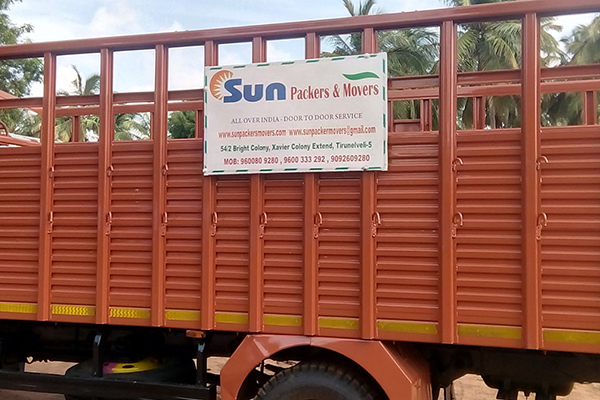 Sun Packers & Movers
ALL OVER INDIA - DOOR TO DOOR SERVICE
www.sunpackersmovers.com www.sunpackermovers@gmail.com
54/2 Bright Colony, Xavier Colony Extend, Tirunelveli-5
MOB: 960080 9280 , 9600 333 292 , 9092609280